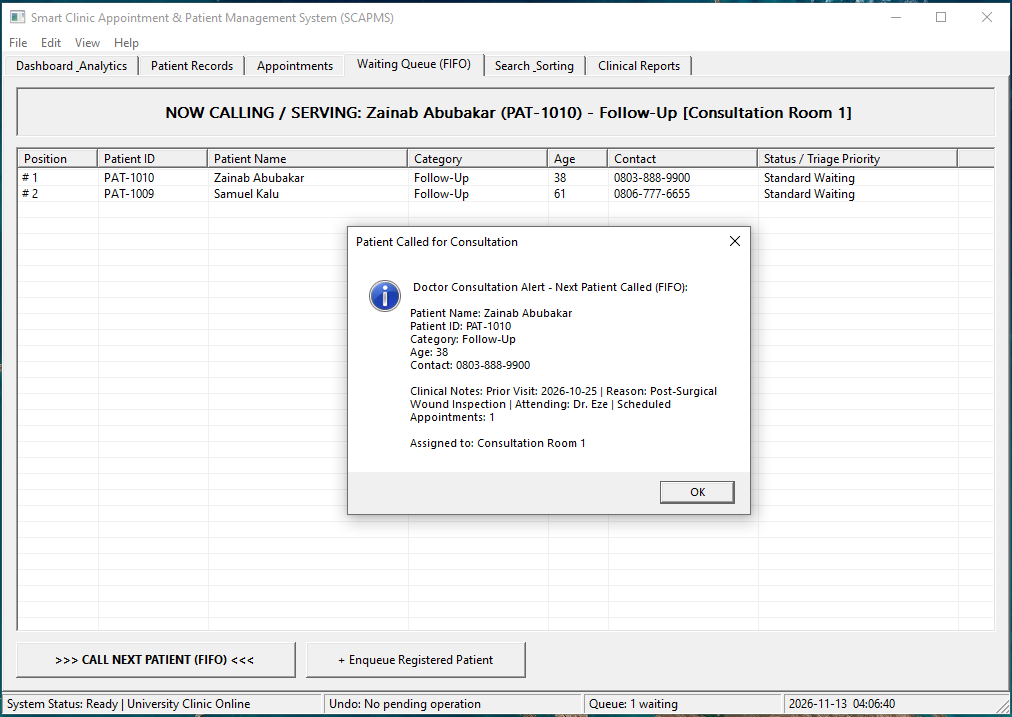 Smart Clinic Appointment & Patient Management System (SCAPMS)
File Edit View Help
Dashboard _Analytics Patient Records Appointments Waiting Queue (FIFO) Search _Sorting Clinical Reports
NOW CALLING / SERVING: Zainab Abubakar (PAT-1010) - Follow-Up [Consultation Room 1]
Position Patient ID Patient Name Category Age Contact Status / Triage Priority
# 1 PAT-1010 Zainab Abubakar Follow-Up 38 0803-888-9900 Standard Waiting
# 2 PAT-1009 Samuel Kalu Follow-Up 61 0806-777-6655 Standard Waiting
Patient Called for Consultation
Doctor Consultation Alert - Next Patient Called (FIFO):
Patient Name: Zainab Abubakar
Patient ID: PAT-1010
Category: Follow-Up
Age: 38
Contact: 0803-888-9900
Clinical Notes: Prior Visit: 2026-10-25 | Reason: Post-Surgical
Wound Inspection | Attending: Dr. Eze | Scheduled
Appointments: 1
Assigned to: Consultation Room 1
OK
>>> CALL NEXT PATIENT (FIFO) <<< + Enqueue Registered Patient
System Status: Ready | University Clinic Online Undo: No pending operation Queue: 1 waiting 2026-11-13 04:06:40